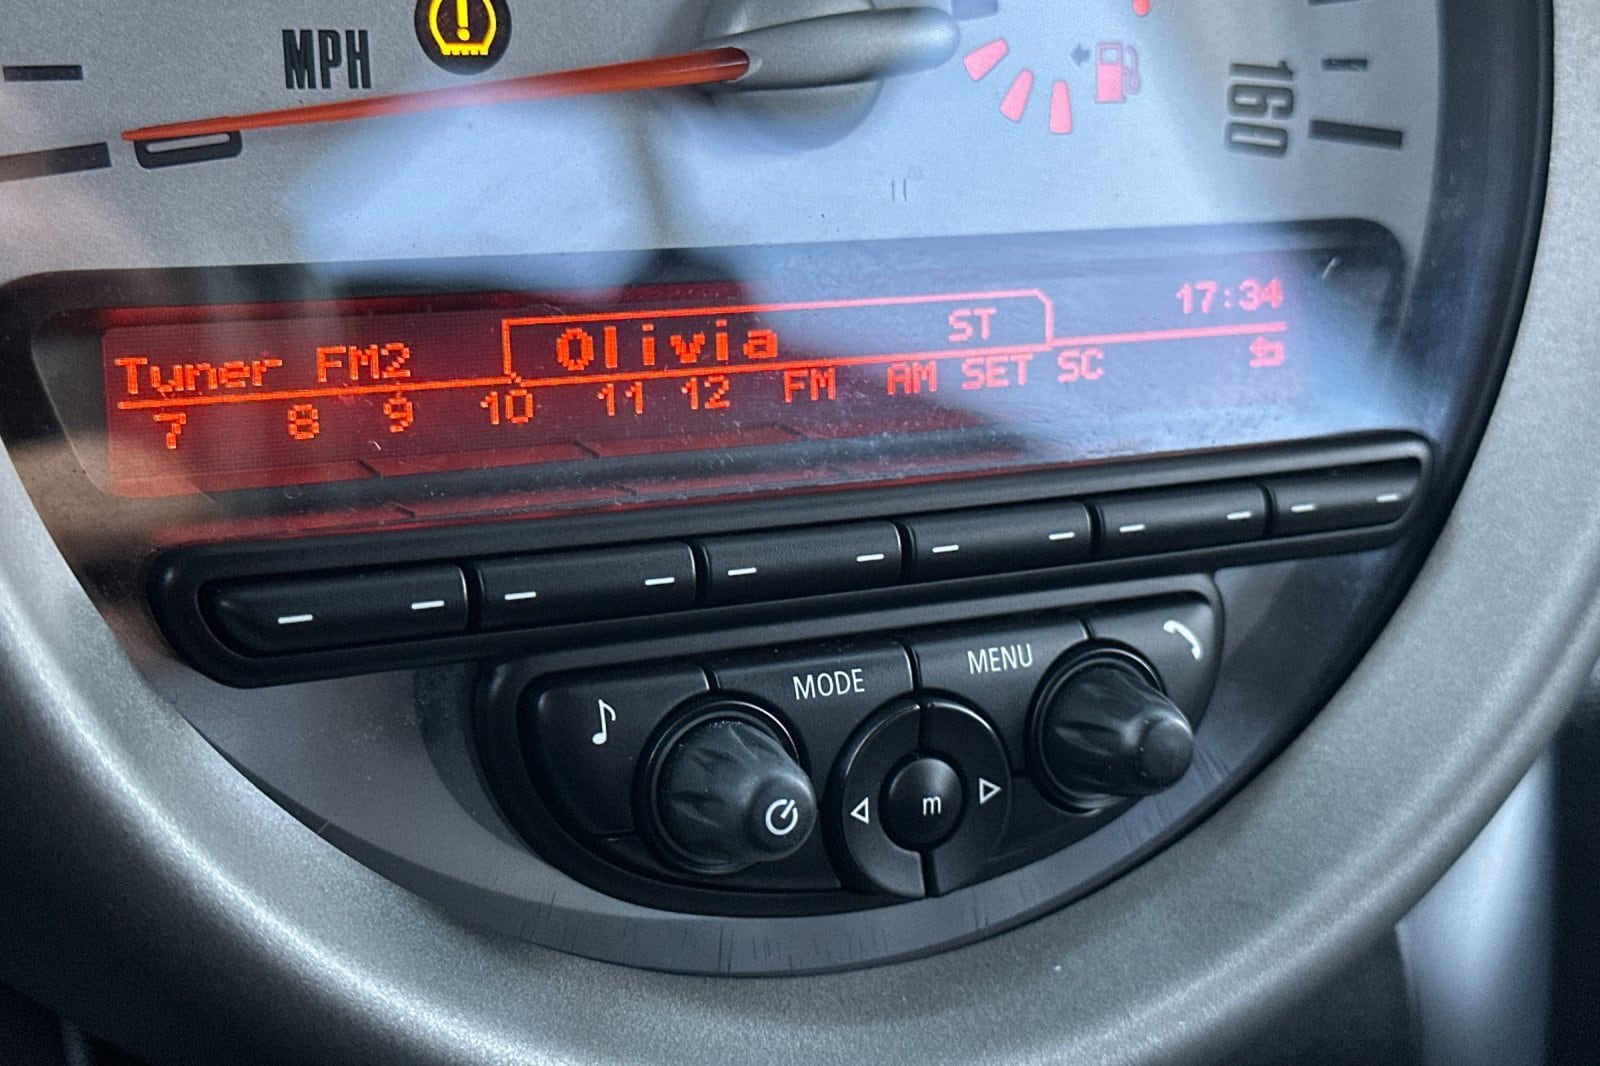 MPH
160
17:34
Tuner FM2 Olivia ST
7 8 9 10 11 12 FM AM SET SC
MODE MENU
m